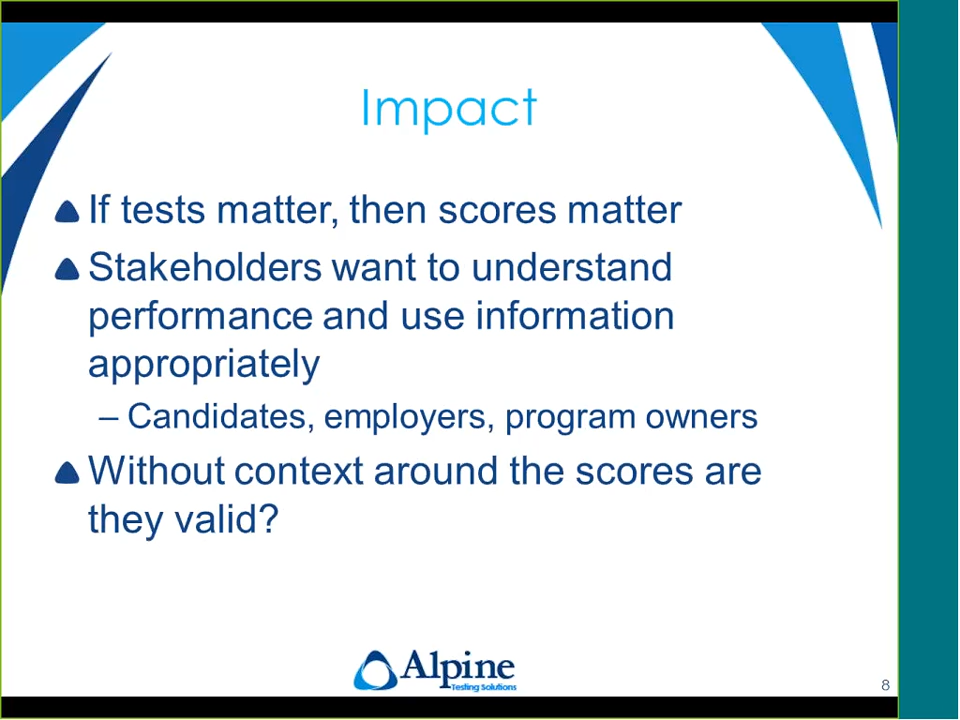 Impact
If tests matter, then scores matter
Stakeholders want to understand
performance and use information
appropriately
– Candidates, employers, program owners
Without context around the scores are
they valid?
Alpine
Testing Solutions
8